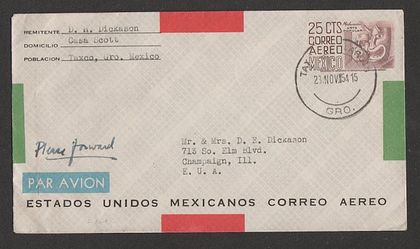 REMITENTE D. H. Dickason
DOMICILIO Casa Scott
POBLACION Taxco, Gro. Mexico
25 CTS
CORREO
AEREO
MEXICO
23 NOV 54 15
GRO.
Mr. & Mrs. D. E. Dickason
713 So. Elm Blvd.
Champaign, Ill.
E. U. A.
Please forward
PAR AVION
ESTADOS UNIDOS MEXICANOS CORREO AEREO